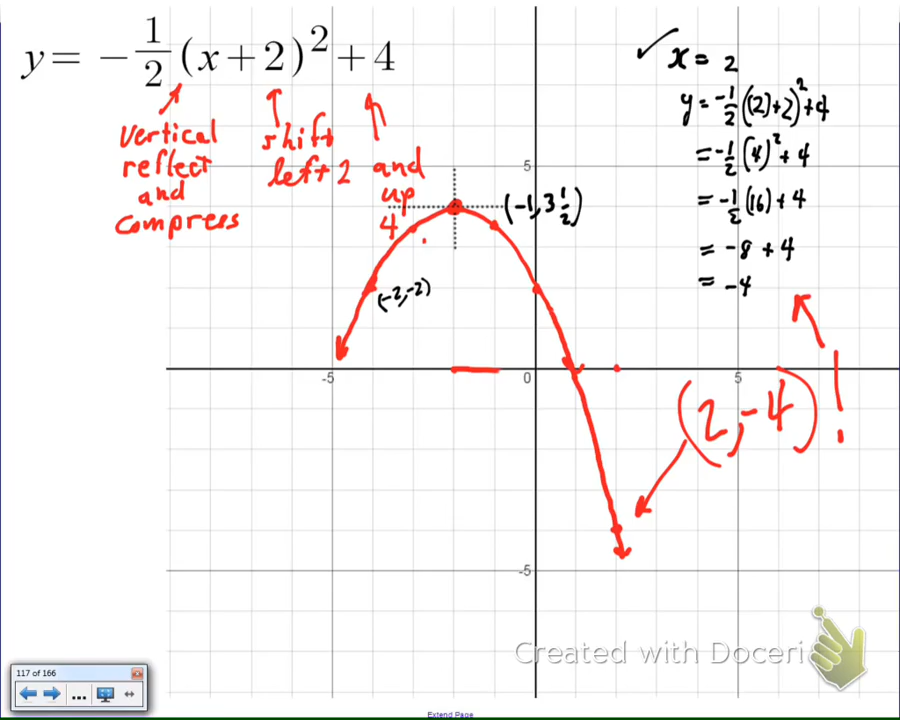 y = -1/2 (x+2)² + 4
Vertical
reflect
and
compress
shift
left 2
and
up
4
✓ x = 2
y = -1/2 ((2)+2)² + 4
= -1/2 (4)² + 4
= -1/2 (16) + 4
= -8 + 4
= -4
5
(-1, 3 1/2)
(-2, -2)
-5
0
5
(2, -4) !
-5
Created with Doceri
117 of 166
...
Extend Page